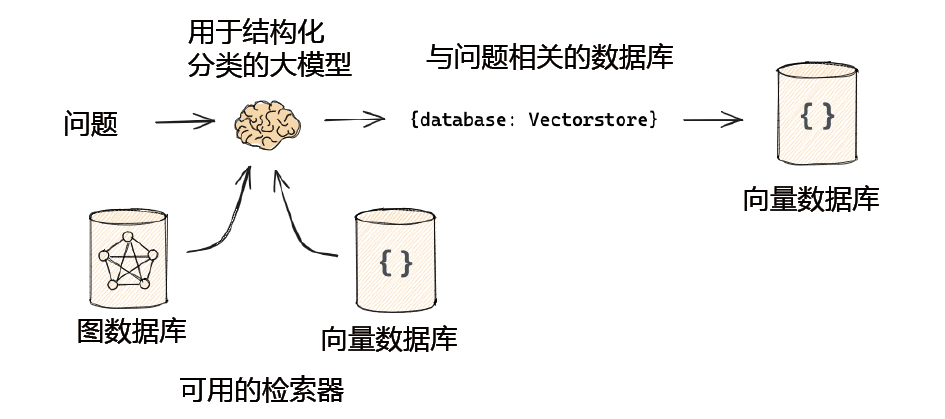 用于结构化
分类的大模型
与问题相关的数据库
问题
{database: Vectorstore}
{ }
向量数据库
{ }
图数据库
向量数据库
可用的检索器